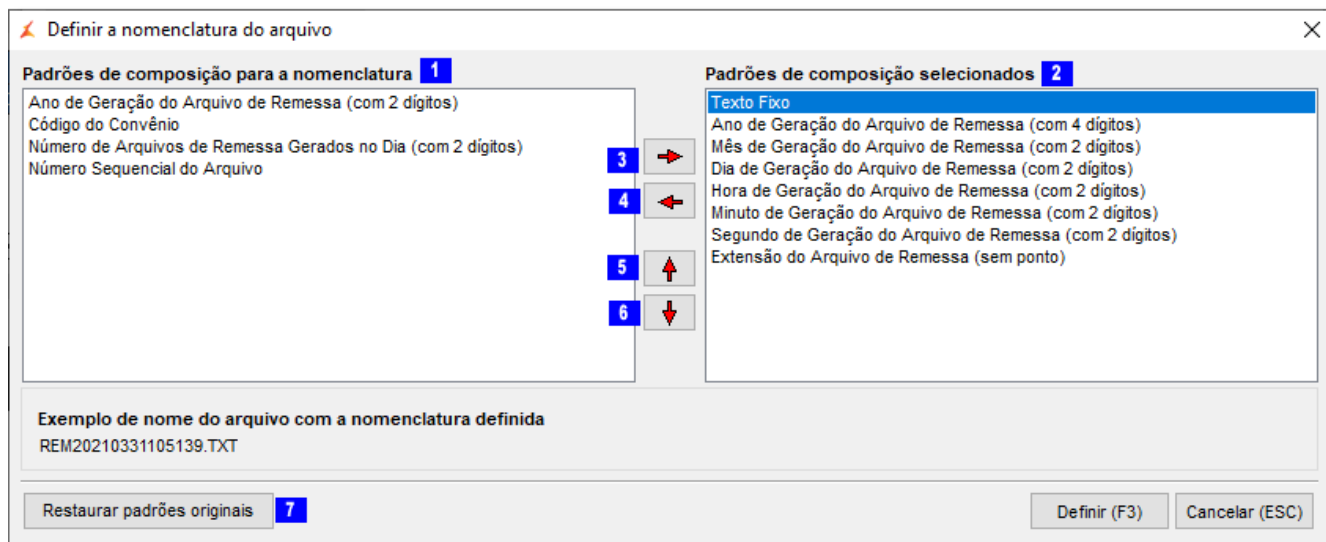 Definir a nomenclatura do arquivo
Padrões de composição para a nomenclatura 1
Ano de Geração do Arquivo de Remessa (com 2 dígitos)
Código do Convênio
Número de Arquivos de Remessa Gerados no Dia (com 2 dígitos)
Número Sequencial do Arquivo
3
4
5
6
Padrões de composição selecionados 2
Texto Fixo
Ano de Geração do Arquivo de Remessa (com 4 dígitos)
Mês de Geração do Arquivo de Remessa (com 2 dígitos)
Dia de Geração do Arquivo de Remessa (com 2 dígitos)
Hora de Geração do Arquivo de Remessa (com 2 dígitos)
Minuto de Geração do Arquivo de Remessa (com 2 dígitos)
Segundo de Geração do Arquivo de Remessa (com 2 dígitos)
Extensão do Arquivo de Remessa (sem ponto)
Exemplo de nome do arquivo com a nomenclatura definida
REM20210331105139.TXT
Restaurar padrões originais 7
Definir (F3)
Cancelar (ESC)